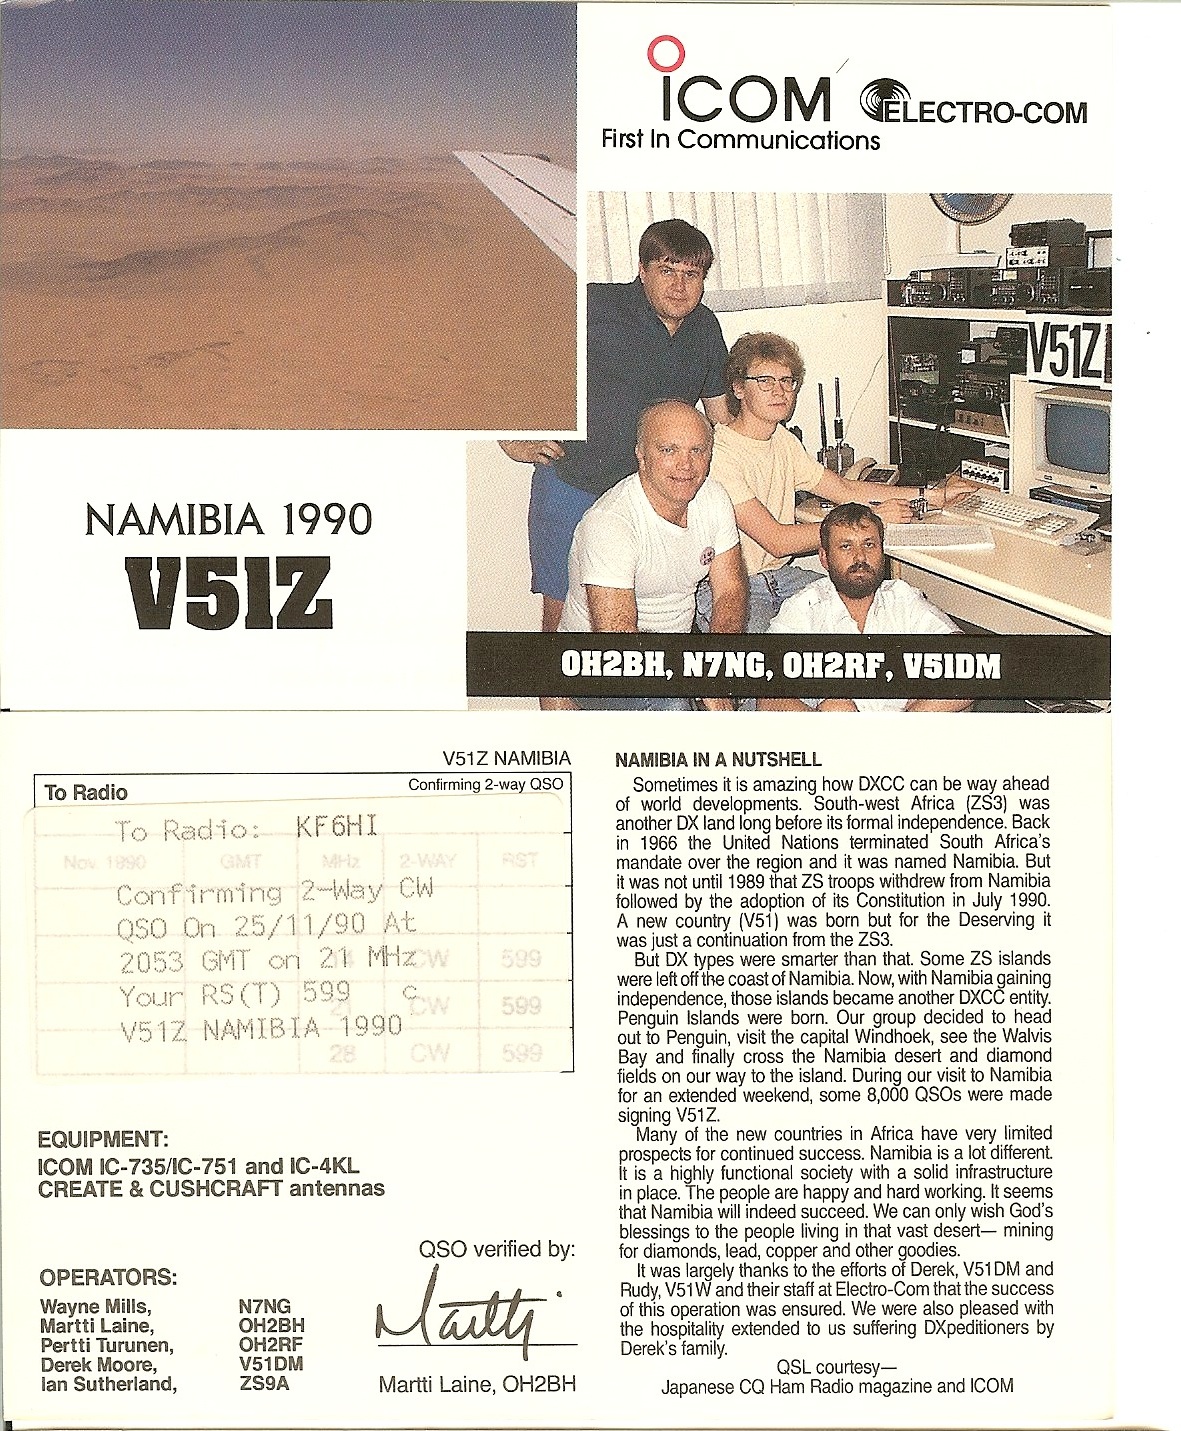 ICOM
ELECTRO-COM
First In Communications
V51Z
NAMIBIA 1990
V51Z
OH2BH, N7NG, OH2RF, V51DM
V51Z NAMIBIA
To Radio
Confirming 2-way QSO
To Radio: KF6HI
Nov. 1990 GMT MHz 2-WAY RST
Confirming 2-Way CW
QSO On 25/11/90 At
2053 GMT on 21 MHz
CW 599
Your RS(T) 599
CW 599
V51Z NAMIBIA 1990
28 CW 599
EQUIPMENT:
ICOM IC-735/IC-751 and IC-4KL
CREATE & CUSHCRAFT antennas
OPERATORS:
Wayne Mills, N7NG
Martti Laine, OH2BH
Pertti Turunen, OH2RF
Derek Moore, V51DM
Ian Sutherland, ZS9A
QSO verified by:
Martti
Martti Laine, OH2BH
NAMIBIA IN A NUTSHELL
Sometimes it is amazing how DXCC can be way ahead
of world developments. South-west Africa (ZS3) was
another DX land long before its formal independence. Back
in 1966 the United Nations terminated South Africa's
mandate over the region and it was named Namibia. But
it was not until 1989 that ZS troops withdrew from Namibia
followed by the adoption of its Constitution in July 1990.
A new country (V51) was born but for the Deserving it
was just a continuation from the ZS3.
But DX types were smarter than that. Some ZS islands
were left off the coast of Namibia. Now, with Namibia gaining
independence, those islands became another DXCC entity.
Penguin Islands were born. Our group decided to head
out to Penguin, visit the capital Windhoek, see the Walvis
Bay and finally cross the Namibia desert and diamond
fields on our way to the island. During our visit to Namibia
for an extended weekend, some 8,000 QSOs were made
signing V51Z.
Many of the new countries in Africa have very limited
prospects for continued success. Namibia is a lot different.
It is a highly functional society with a solid infrastructure
in place. The people are happy and hard working. It seems
that Namibia will indeed succeed. We can only wish God's
blessings to the people living in that vast desert— mining
for diamonds, lead, copper and other goodies.
It was largely thanks to the efforts of Derek, V51DM and
Rudy, V51W and their staff at Electro-Com that the success
of this operation was ensured. We were also pleased with
the hospitality extended to us suffering DXpeditioners by
Derek's family.
QSL courtesy—
Japanese CQ Ham Radio magazine and ICOM